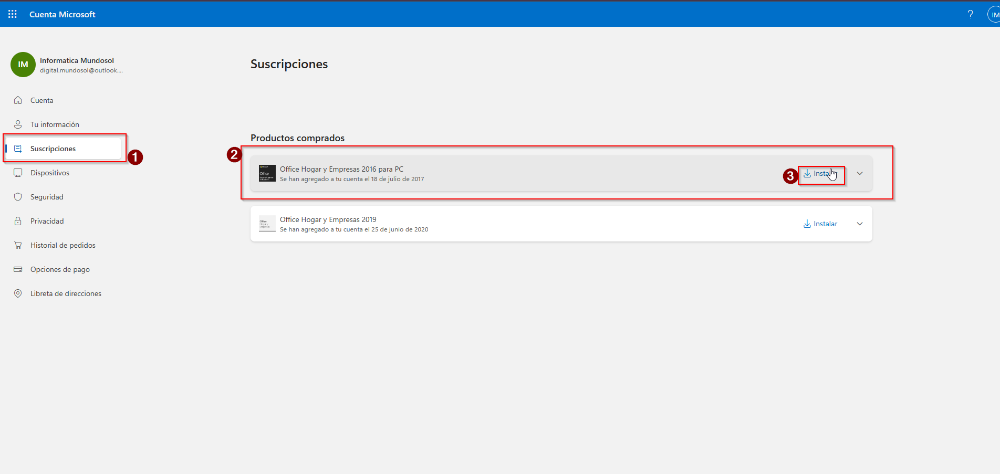 Cuenta Microsoft
?
IM
IM
Informatica Mundosol
digital.mundosol@outlook....
Cuenta
Tu información
Suscripciones
1
Dispositivos
Seguridad
Privacidad
Historial de pedidos
Opciones de pago
Libreta de direcciones
Suscripciones
Productos comprados
2
Office Hogar y Empresas 2016 para PC
Se han agregado a tu cuenta el 18 de julio de 2017
3
Office Hogar y Empresas 2019
Se han agregado a tu cuenta el 25 de junio de 2020
Instalar